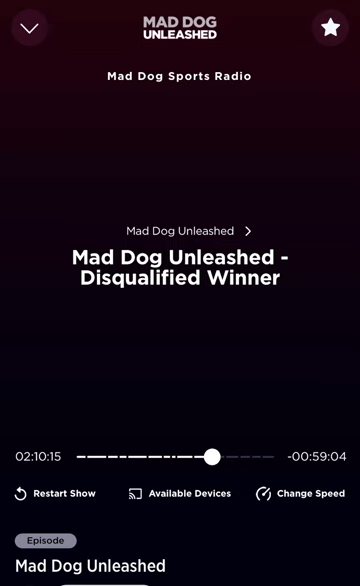 MAD DOG
UNLEASHED
Mad Dog Sports Radio
Mad Dog Unleashed
Mad Dog Unleashed -
Disqualified Winner
02:10:15
-00:59:04
Restart Show
Available Devices
Change Speed
Episode
Mad Dog Unleashed